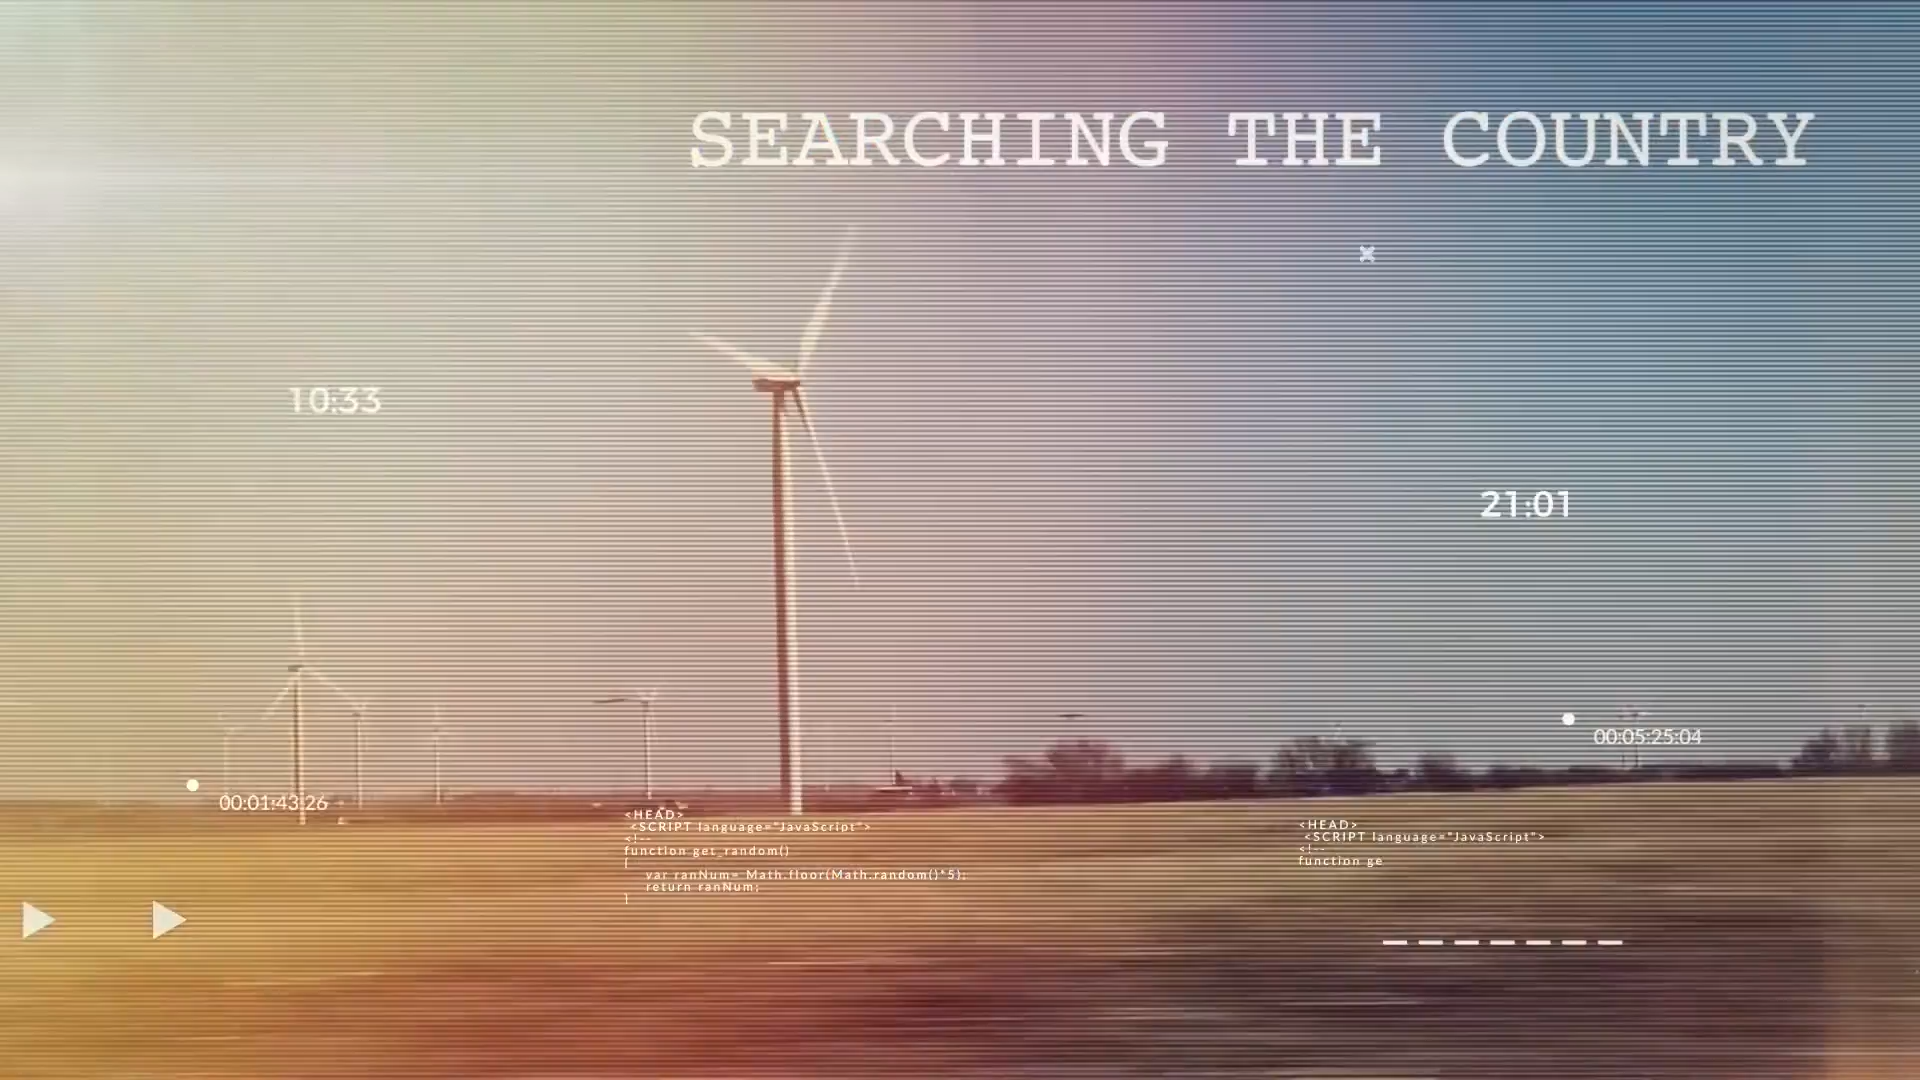 SEARCHING THE COUNTRY
10:33
21:01
00:05:25:04
00:01:43:26
<HEAD>
<SCRIPT language="JavaScript">
<!--
function get_random()
{
var ranNum= Math.floor(Math.random()*5);
return ranNum;
}
<HEAD>
<SCRIPT language="JavaScript">
<!--
function ge